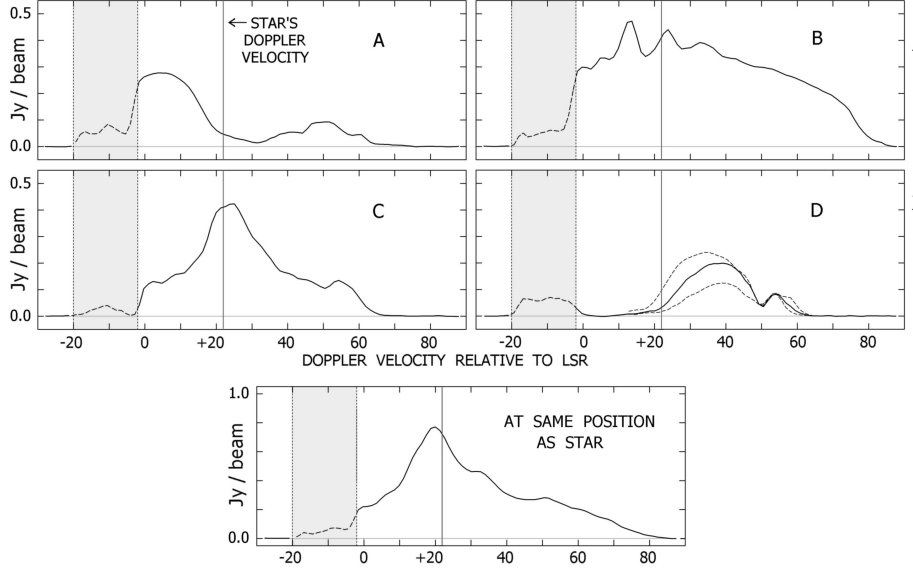 0.5
0.0
Jy / beam
← STAR'S
DOPPLER
VELOCITY
A
B
0.5
0.0
Jy / beam
C
D
-20 0 +20 40 60 80
-20 0 +20 40 60 80
DOPPLER VELOCITY RELATIVE TO LSR
1.0
0.0
Jy / beam
AT SAME POSITION
AS STAR
-20 0 +20 40 60 80